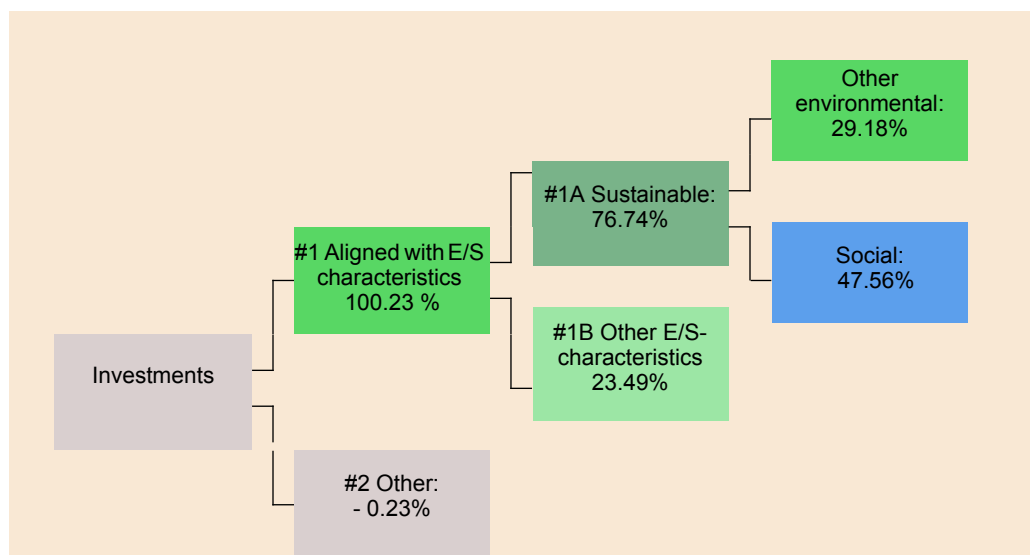 Investments
#1 Aligned with E/S
characteristics
100.23 %
#2 Other:
- 0.23%
#1A Sustainable:
76.74%
#1B Other E/S-
characteristics
23.49%
Other
environmental:
29.18%
Social:
47.56%